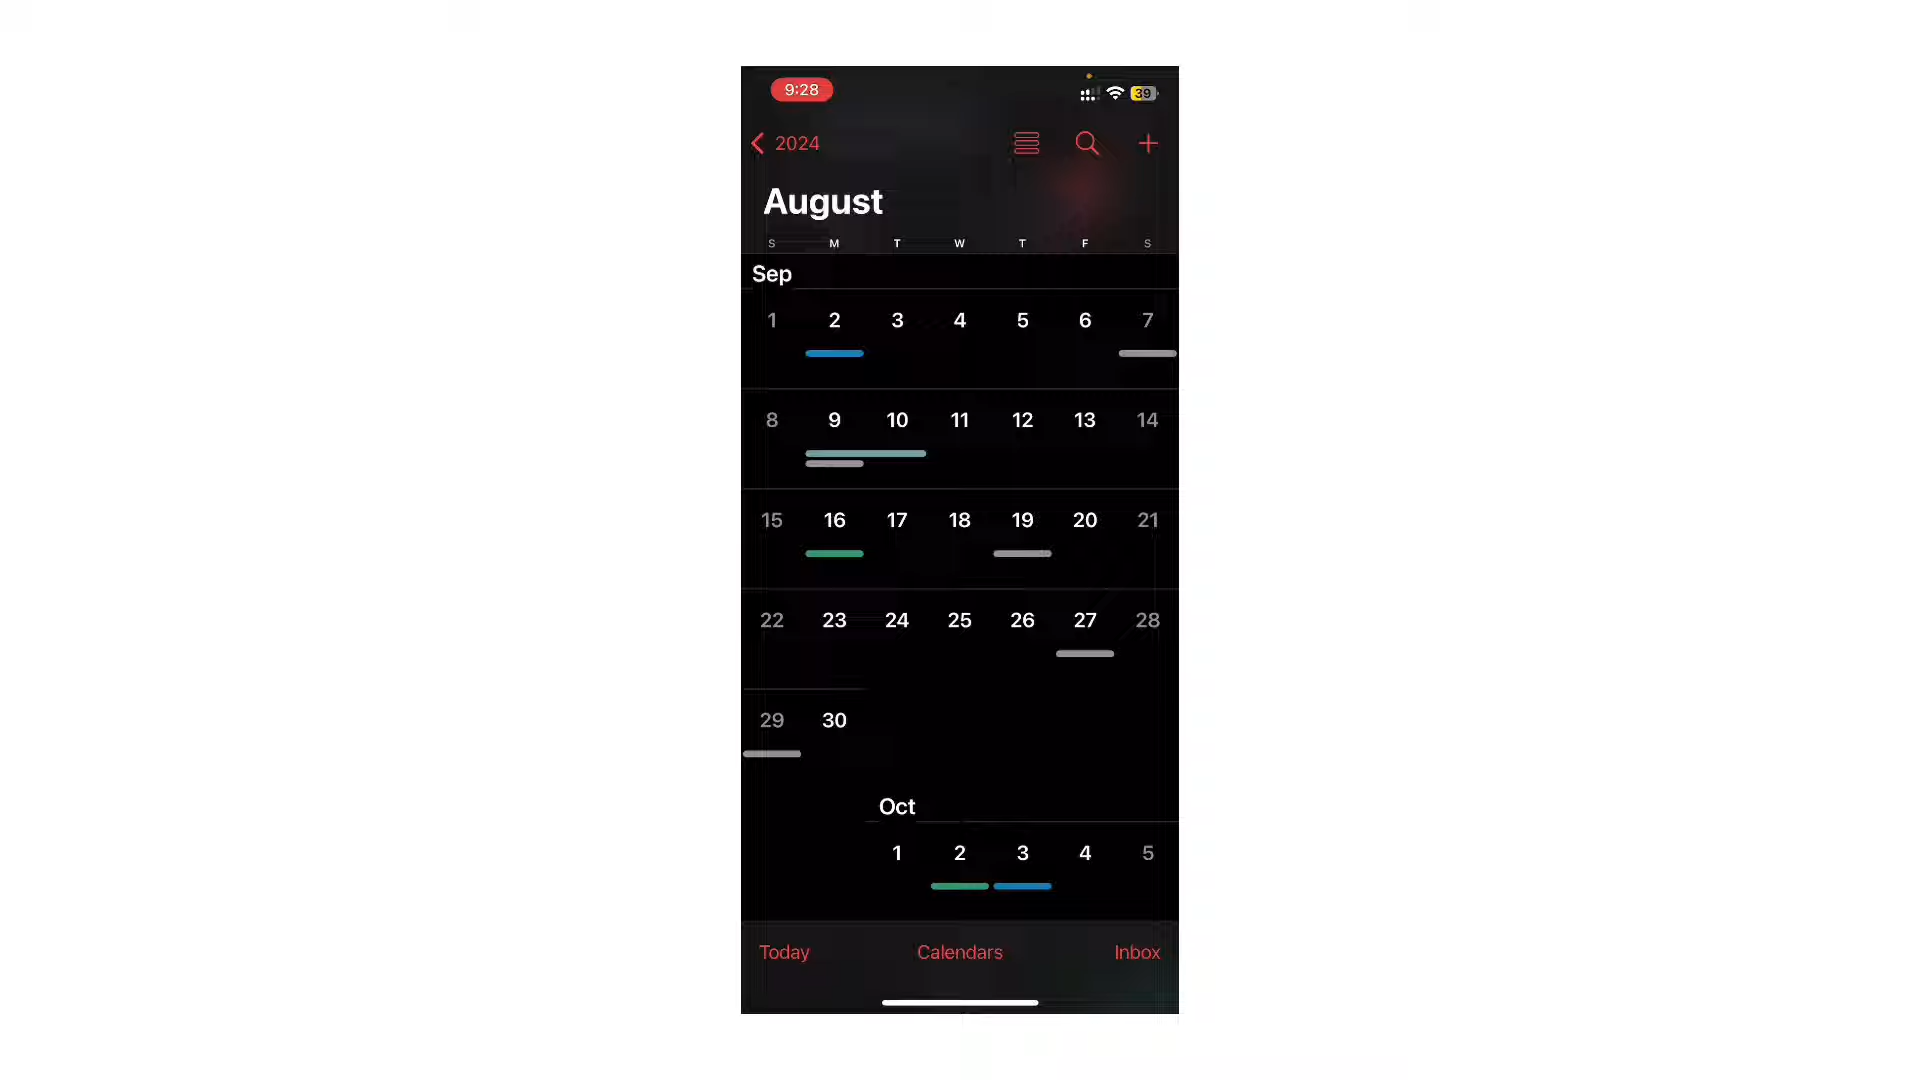 9:28
39
2024
August
S M T W T F S
Sep
1 2 3 4 5 6 7
8 9 10 11 12 13 14
15 16 17 18 19 20 21
22 23 24 25 26 27 28
29 30
Oct
1 2 3 4 5
Today Calendars Inbox